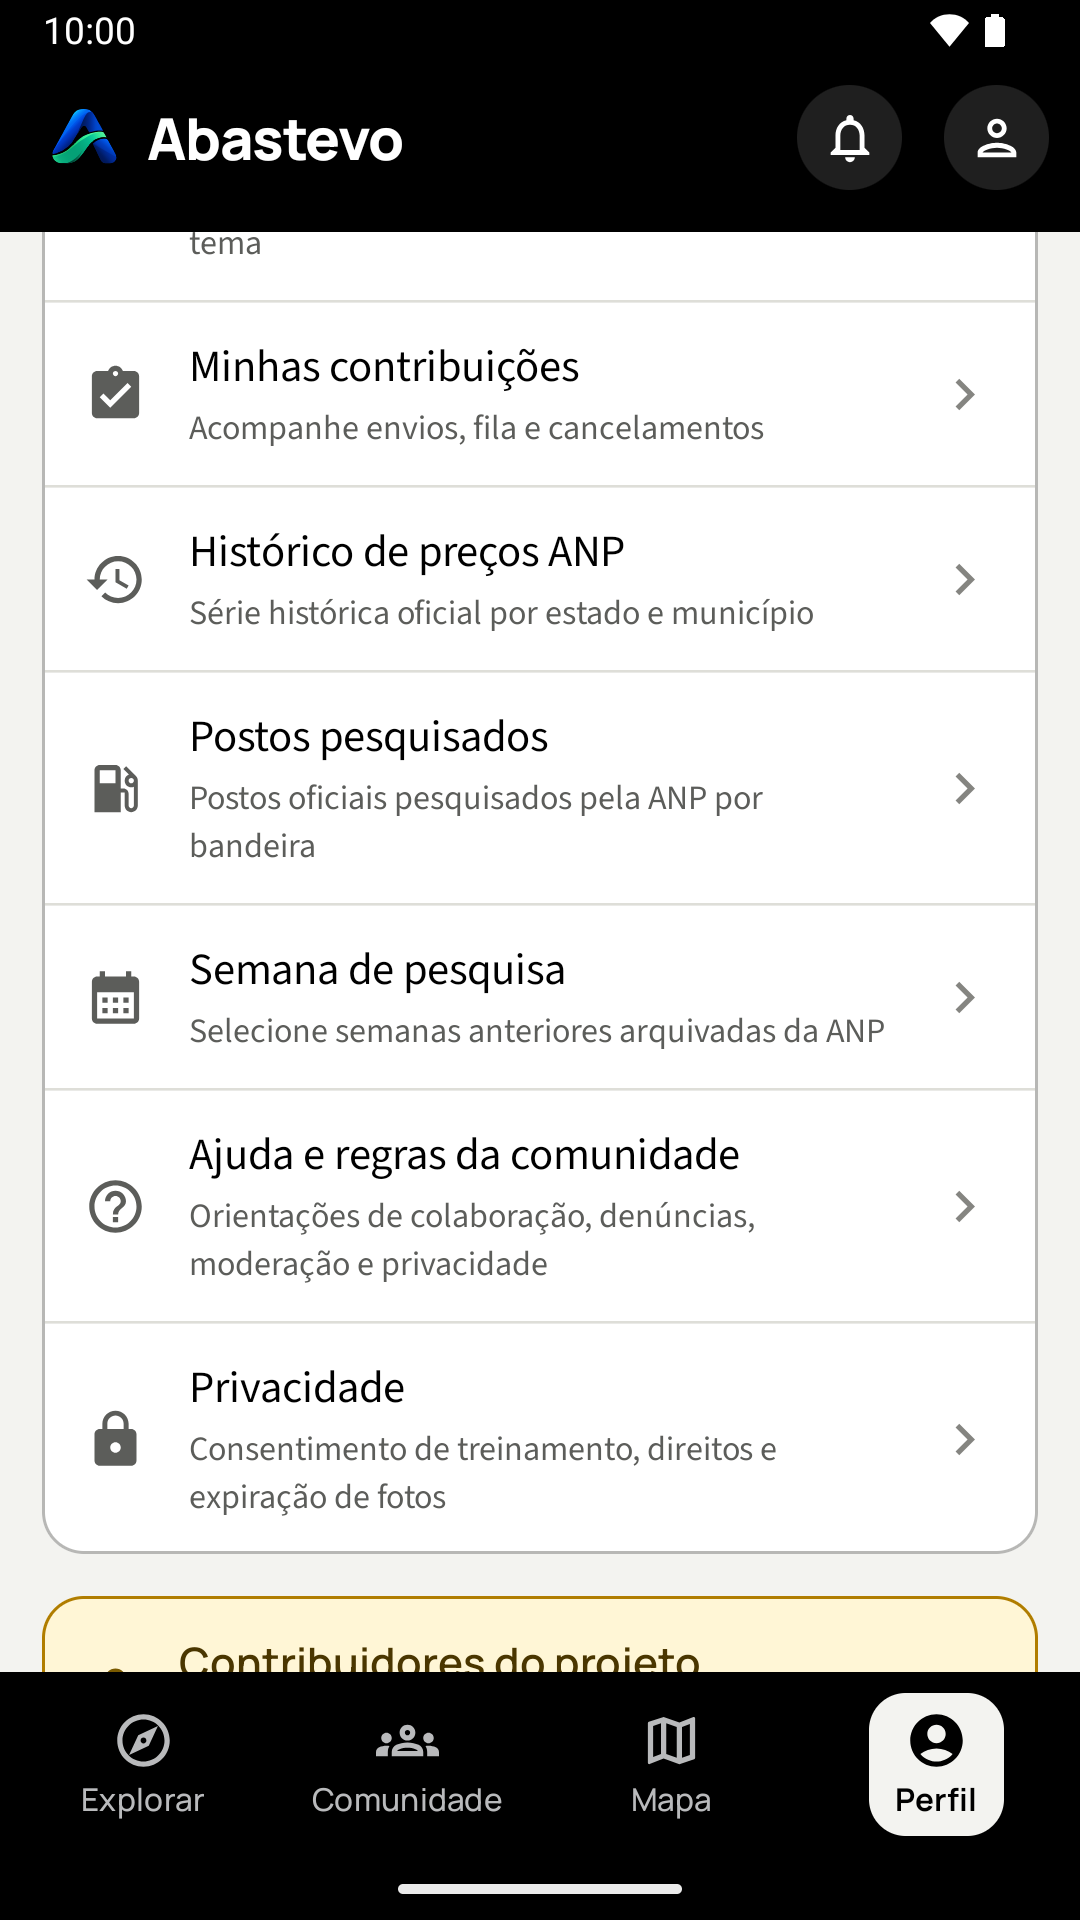 10:00
Abastevo
tema
Minhas contribuições
Acompanhe envios, fila e cancelamentos
Histórico de preços ANP
Série histórica oficial por estado e município
Postos pesquisados
Postos oficiais pesquisados pela ANP por
bandeira
Semana de pesquisa
Selecione semanas anteriores arquivadas da ANP
Ajuda e regras da comunidade
Orientações de colaboração, denúncias,
moderação e privacidade
Privacidade
Consentimento de treinamento, direitos e
expiração de fotos
Contribuidores do projeto
Explorar
Comunidade
Mapa
Perfil